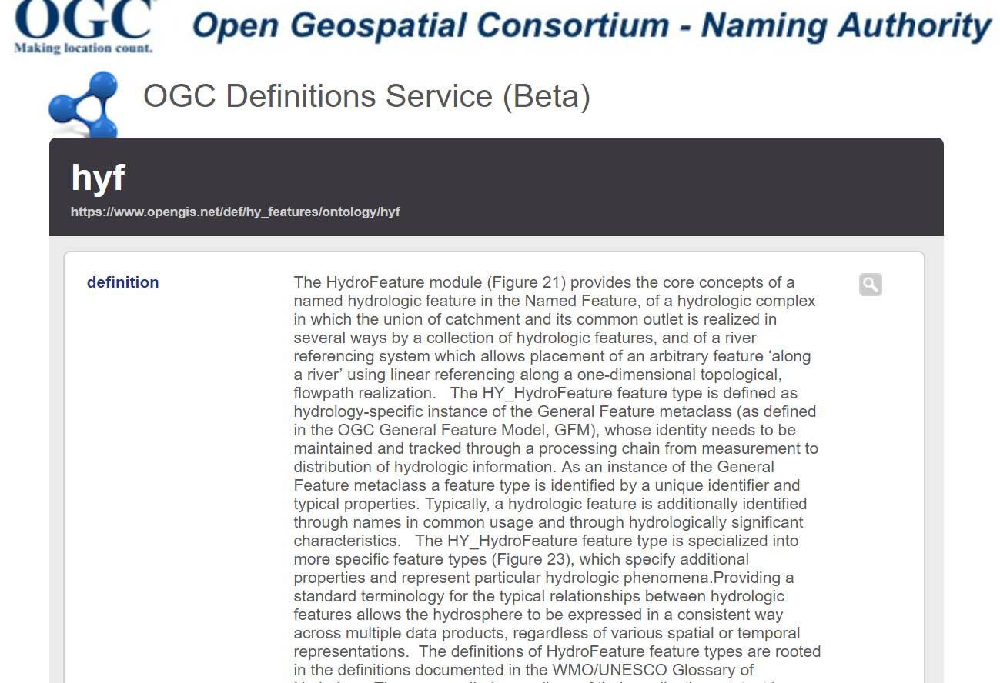 OGC
Making location count.
Open Geospatial Consortium - Naming Authority
OGC Definitions Service (Beta)
hyf
https://www.opengis.net/def/hy_features/ontology/hyf
definition
The HydroFeature module (Figure 21) provides the core concepts of a
named hydrologic feature in the Named Feature, of a hydrologic complex
in which the union of catchment and its common outlet is realized in
several ways by a collection of hydrologic features, and of a river
referencing system which allows placement of an arbitrary feature ‘along
a river’ using linear referencing along a one-dimensional topological,
flowpath realization.   The HY_HydroFeature feature type is defined as
hydrology-specific instance of the General Feature metaclass (as defined
in the OGC General Feature Model, GFM), whose identity needs to be
maintained and tracked through a processing chain from measurement to
distribution of hydrologic information. As an instance of the General
Feature metaclass a feature type is identified by a unique identifier and
typical properties. Typically, a hydrologic feature is additionally identified
through names in common usage and through hydrologically significant
characteristics.   The HY_HydroFeature feature type is specialized into
more specific feature types (Figure 23), which specify additional
properties and represent particular hydrologic phenomena.Providing a
standard terminology for the typical relationships between hydrologic
features allows the hydrosphere to be expressed in a consistent way
across multiple data products, regardless of various spatial or temporal
representations.  The definitions of HydroFeature feature types are rooted
in the definitions documented in the WMO/UNESCO Glossary of